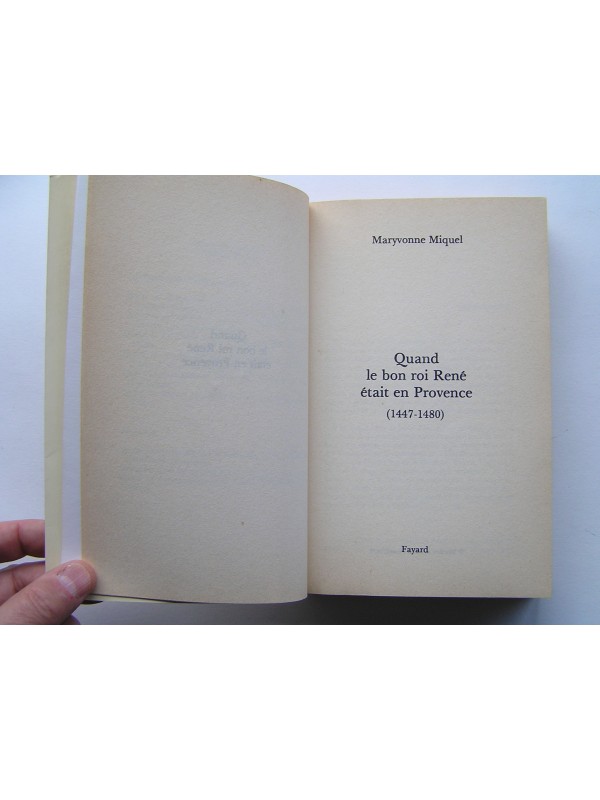 Maryvonne Miquel
Quand
le bon roi René
était en Provence
(1447-1480)
Fayard